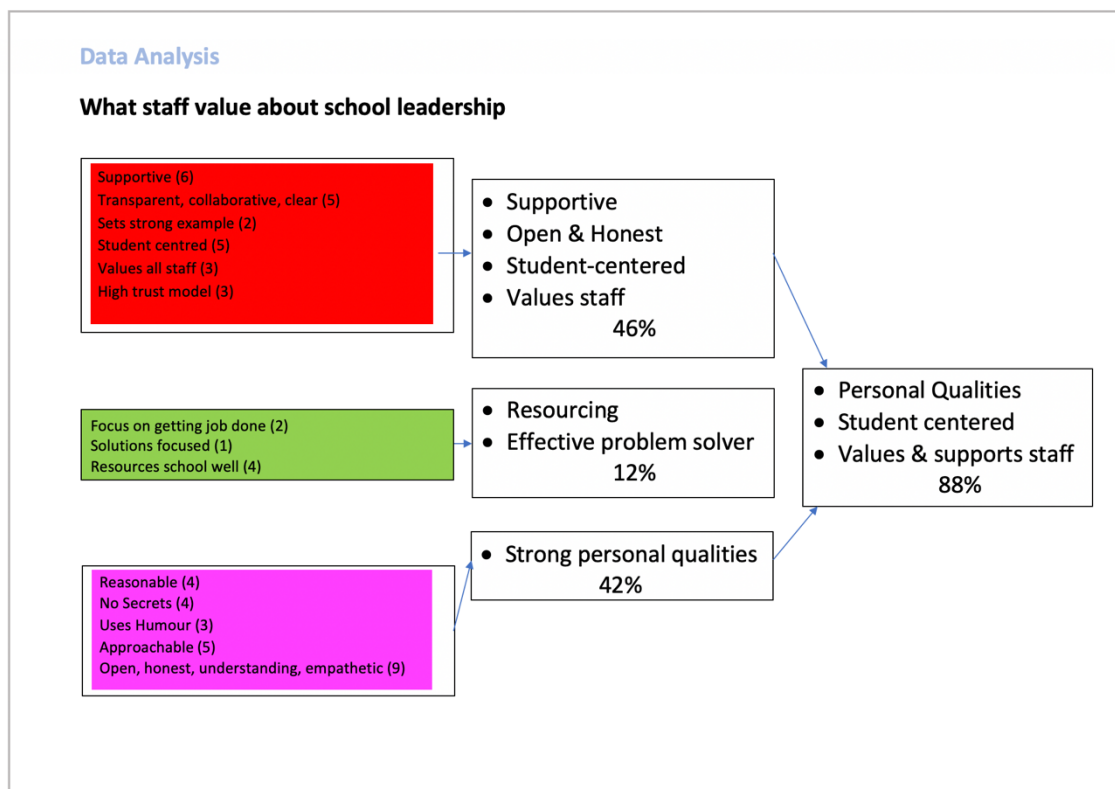 Data Analysis
What staff value about school leadership
Supportive (6)
Transparent, collaborative, clear (5)
Sets strong example (2)
Student centred (5)
Values all staff (3)
High trust model (3)
• Supportive
• Open & Honest
• Student-centered
• Values staff
46%
Focus on getting job done (2)
Solutions focused (1)
Resources school well (4)
• Resourcing
• Effective problem solver
12%
Reasonable (4)
No Secrets (4)
Uses Humour (3)
Approachable (5)
Open, honest, understanding, empathetic (9)
• Strong personal qualities
42%
• Personal Qualities
• Student centered
• Values & supports staff
88%